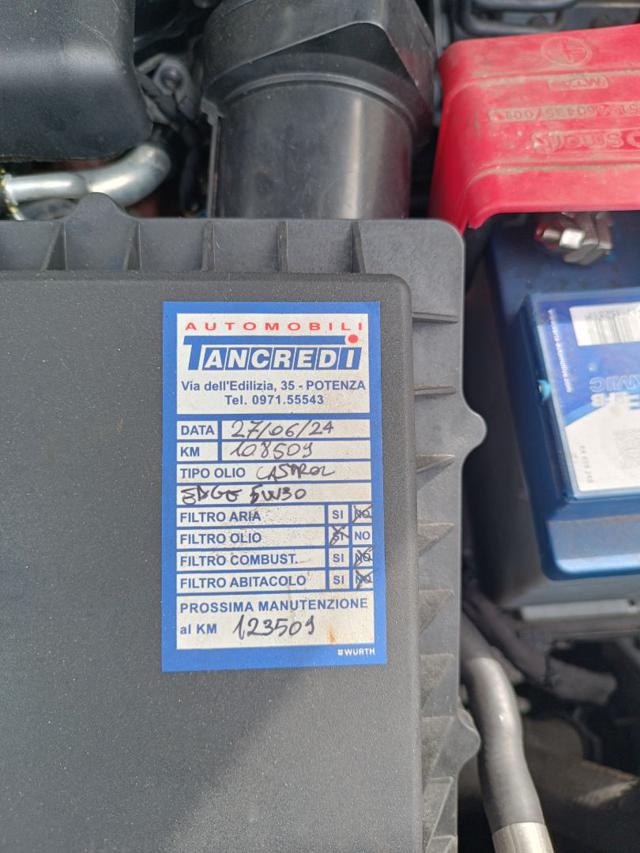 MTA
AUTOMOBILI
TANCREDI
Via dell'Edilizia, 35 - POTENZA
Tel. 0971.55543
DATA 27/06/24
KM 108509
TIPO OLIO CASTROL
EDGE 5W30
FILTRO ARIA SI NO
FILTRO OLIO SI NO
FILTRO COMBUST. SI NO
FILTRO ABITACOLO SI NO
PROSSIMA MANUTENZIONE
al KM 123509
WÜRTH